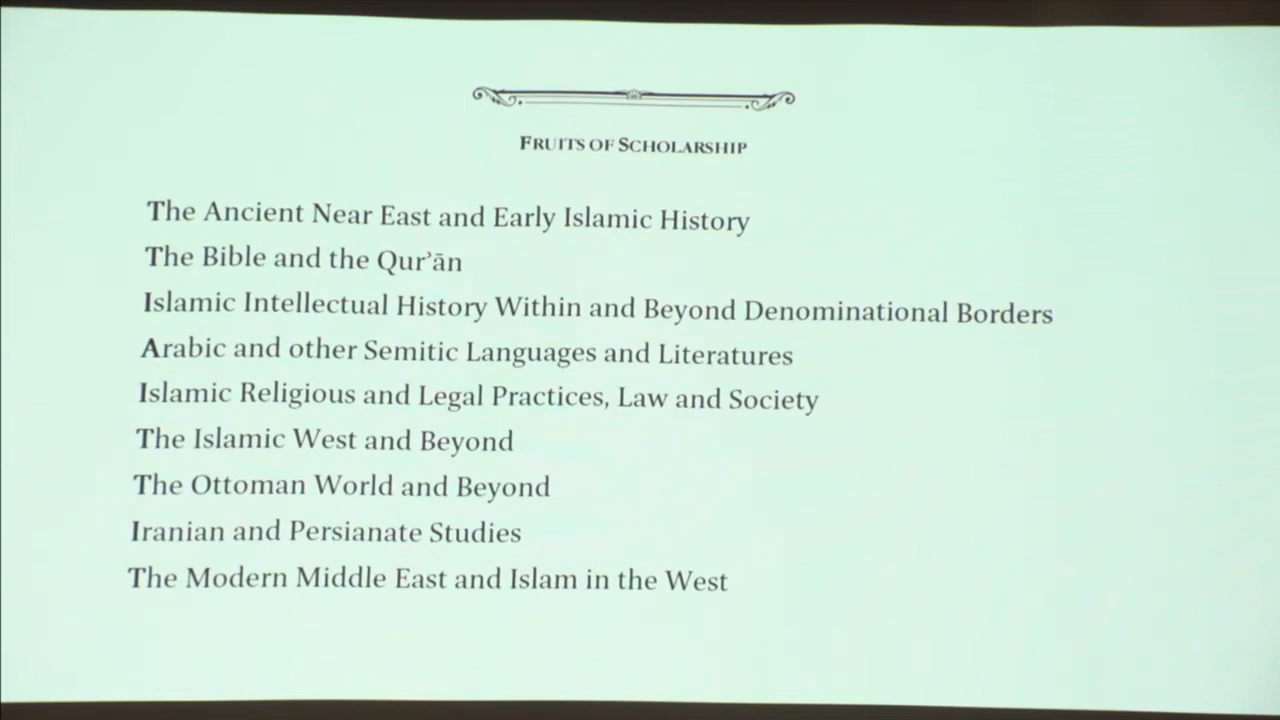 FRUITS OF SCHOLARSHIP
The Ancient Near East and Early Islamic History
The Bible and the Qurʾān
Islamic Intellectual History Within and Beyond Denominational Borders
Arabic and other Semitic Languages and Literatures
Islamic Religious and Legal Practices, Law and Society
The Islamic West and Beyond
The Ottoman World and Beyond
Iranian and Persianate Studies
The Modern Middle East and Islam in the West